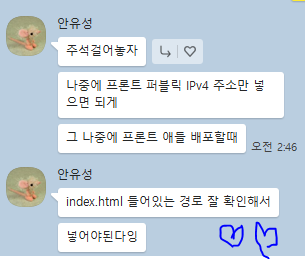 안유성
주석걸어놓자
나중에 프론트 퍼블릭 IPv4 주소만 넣
으면 되게
그 나중에 프론트 애들 배포할때
오전 2:46
안유성
index.html 들어있는 경로 잘 확인해서
넣어야된다잉